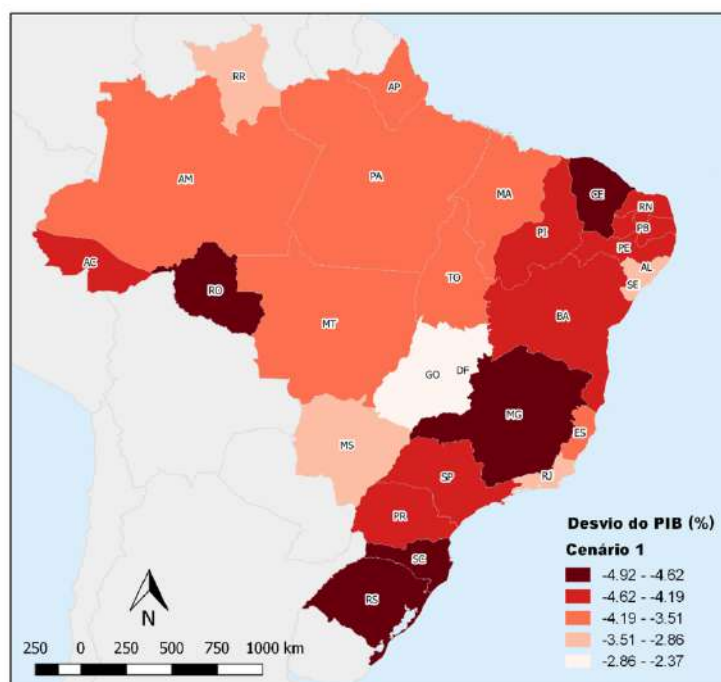 RR
AP
AM
PA
MA
CE
RN
PB
PI
PE
AC
AL
SE
TO
RO
BA
MT
GO
DF
MG
MS
ES
SP
RJ
PR
SC
RS
Desvio do PIB (%)
Cenário 1
-4.92 - -4.62
-4.62 - -4.19
-4.19 - -3.51
-3.51 - -2.86
-2.86 - -2.37
N
250 0 250 500 750 1000 km